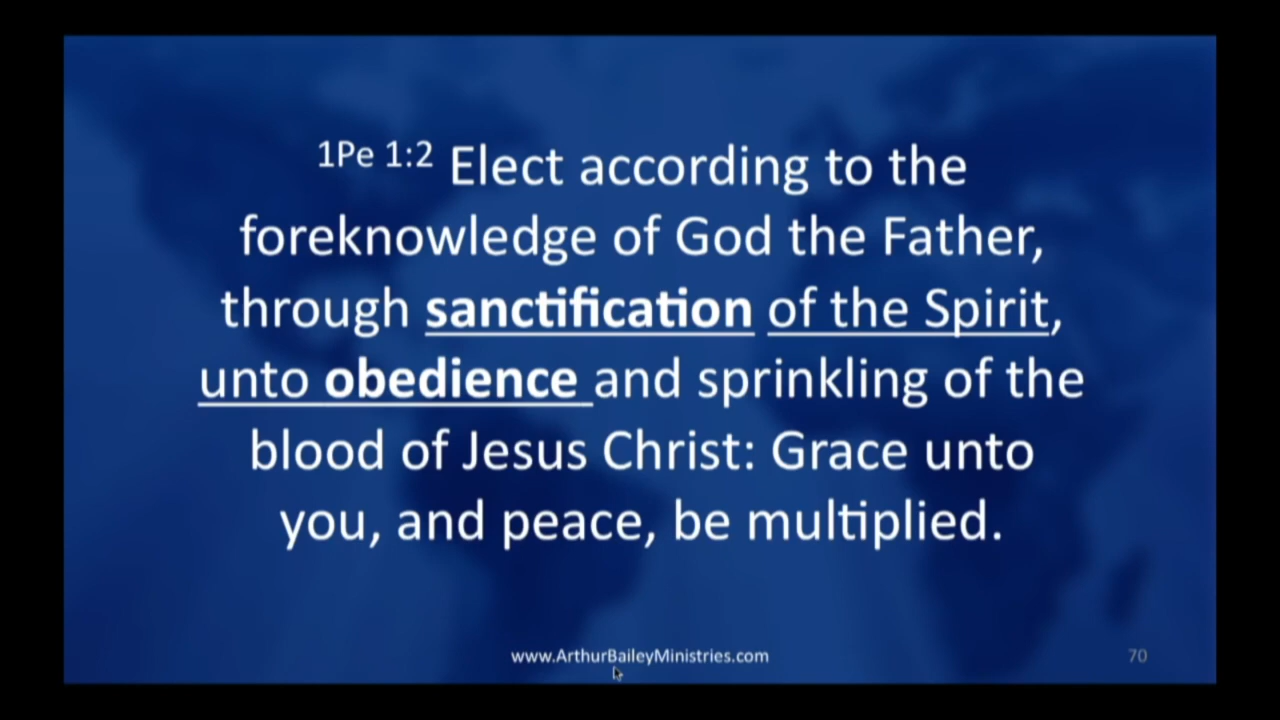 1Pe 1:2 Elect according to the
foreknowledge of God the Father,
through sanctification of the Spirit,
unto obedience and sprinkling of the
blood of Jesus Christ: Grace unto
you, and peace, be multiplied.
www.ArthurBaileyMinistries.com
70